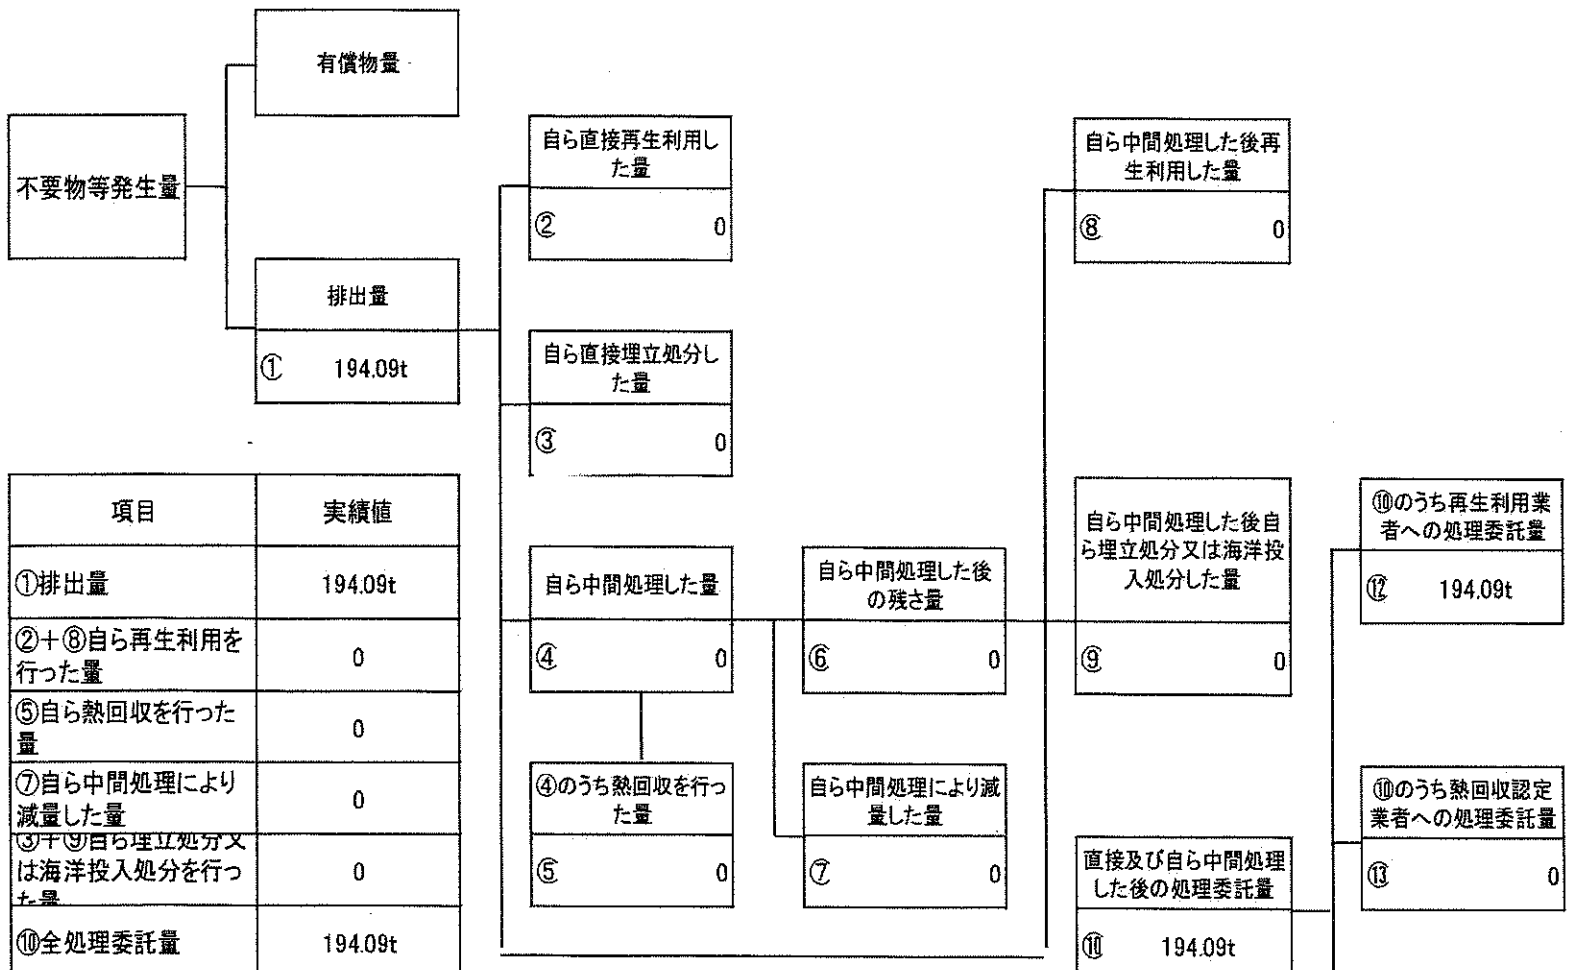 有償物量
不要物等発生量
排出量
① 194.09t
自ら直接再生利用し
た量
② 0
自ら直接埋立処分し
た量
③ 0
自ら中間処理した量
④ 0
④のうち熱回収を行っ
た量
⑤ 0
自ら中間処理した後
の残さ量
⑥ 0
自ら中間処理により減
量した量
⑦ 0
自ら中間処理した後再
生利用した量
⑧ 0
自ら中間処理した後自
ら埋立処分又は海洋投
入処分した量
⑨ 0
直接及び自ら中間処理
した後の処理委託量
⑩ 194.09t
⑩のうち再生利用業
者への処理委託量
⑫ 194.09t
⑩のうち熱回収認定
業者への処理委託量
⑬ 0
項目 実績値
①排出量 194.09t
②+⑧自ら再生利用を
行った量 0
⑤自ら熱回収を行った
量 0
⑦自ら中間処理により
減量した量 0
③+⑨自ら埋立処分又
は海洋投入処分を行っ
た量 0
⑩全処理委託量 194.09t